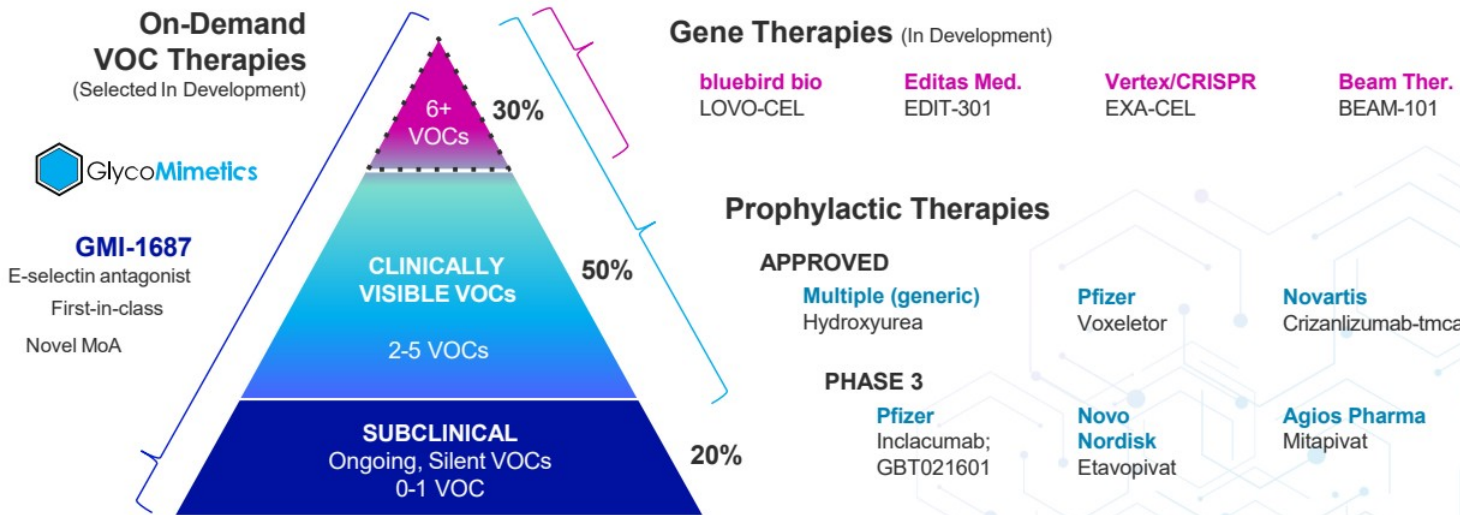 On-Demand
VOC Therapies
(Selected In Development)
GlycoMimetics
GMI-1687
E-selectin antagonist
First-in-class
Novel MoA
6+
VOCs
30%
CLINICALLY
VISIBLE VOCs
2-5 VOCs
50%
SUBCLINICAL
Ongoing, Silent VOCs
0-1 VOC
20%
Gene Therapies (In Development)
bluebird bio
LOVO-CEL
Editas Med.
EDIT-301
Vertex/CRISPR
EXA-CEL
Beam Ther.
BEAM-101
Prophylactic Therapies
APPROVED
Multiple (generic)
Hydroxyurea
Pfizer
Voxeletor
Novartis
Crizanlizumab-tmca
PHASE 3
Pfizer
Inclacumab;
GBT021601
Novo
Nordisk
Etavopivat
Agios Pharma
Mitapivat